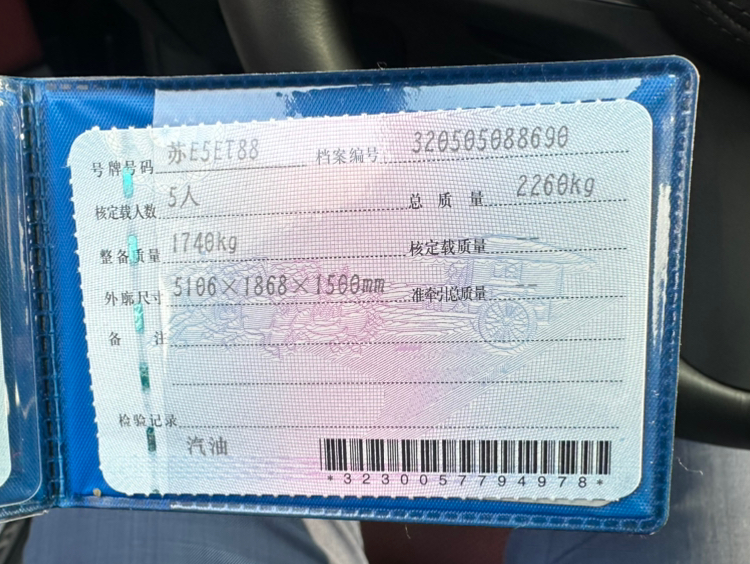 号牌号码 苏E5ET88 档案编号 320505088690
核定载人数 5人 总质量 2260kg
整备质量 1740kg 核定载质量 --
外廓尺寸 5106×1868×1500mm 准牵引总质量 --
备注
检验记录
汽油
*3230057794978*